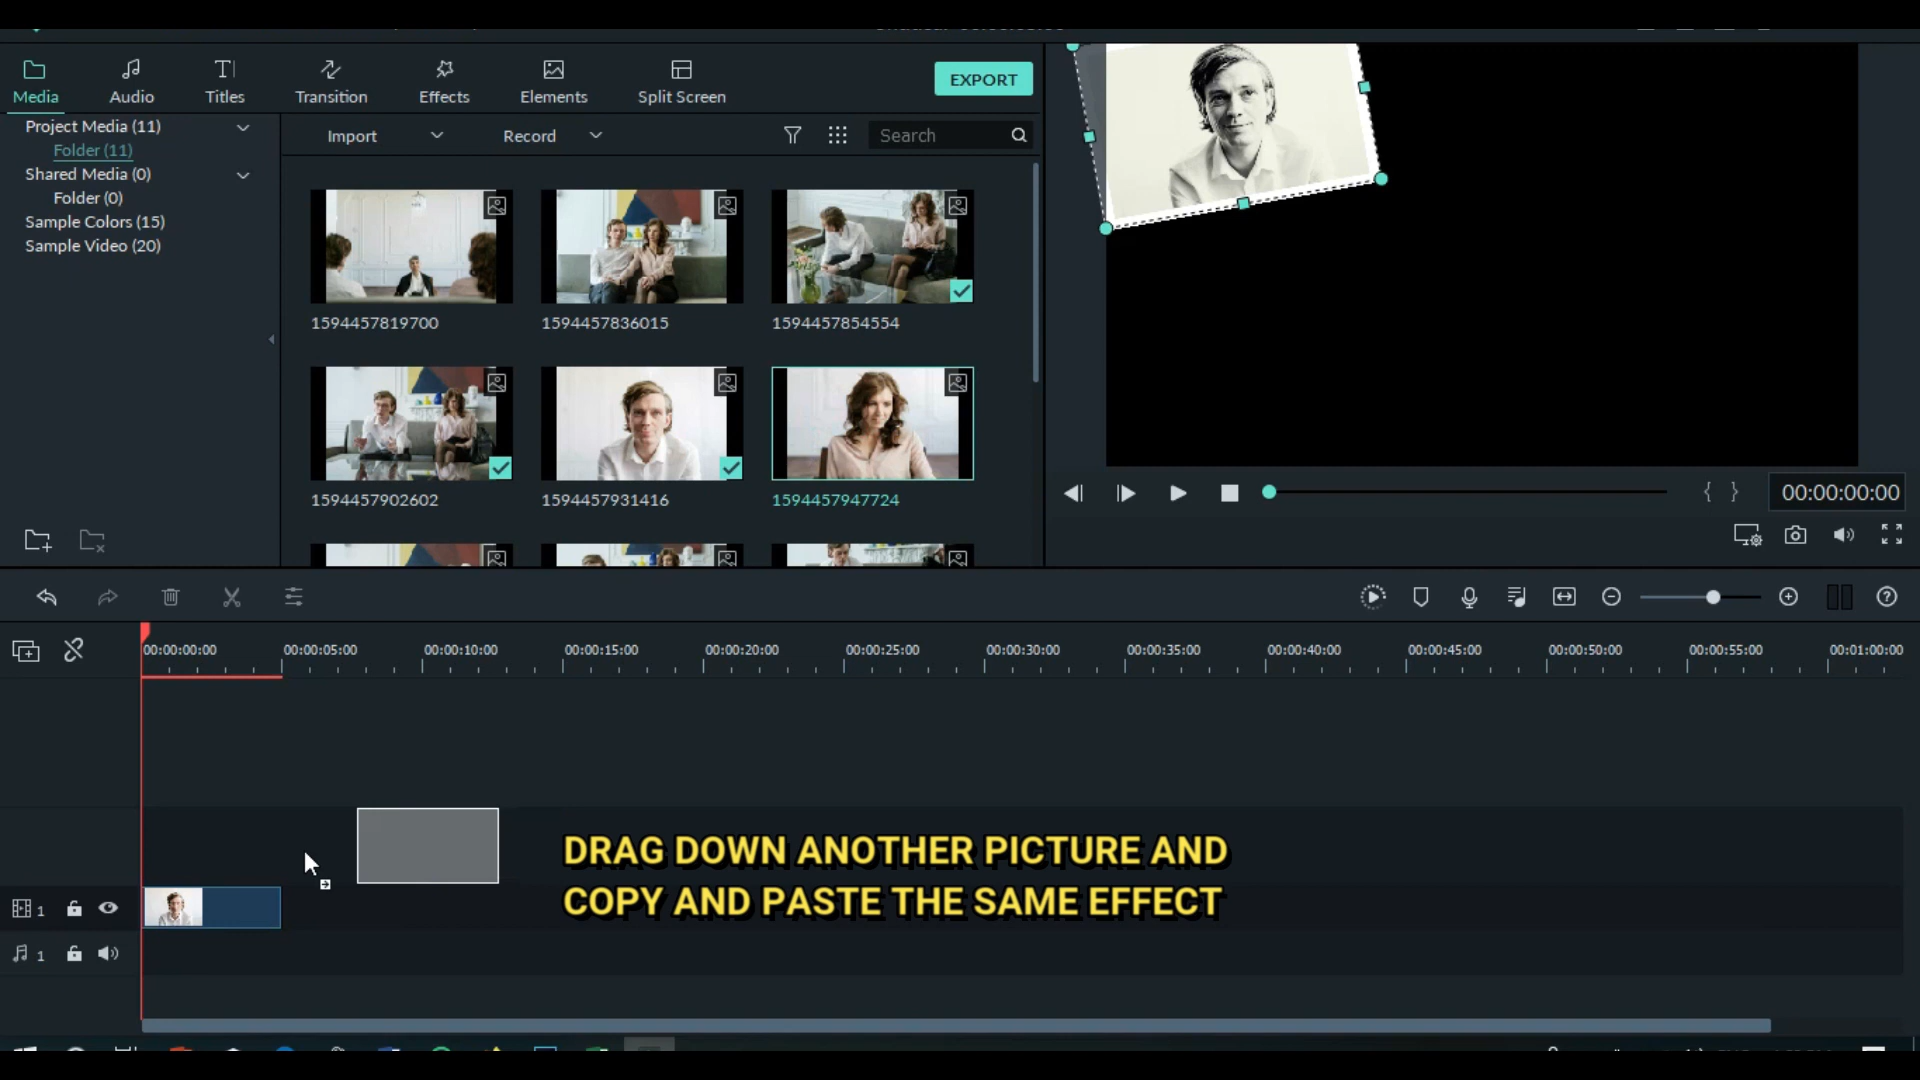 Media
Audio
Titles
Transition
Effects
Elements
Split Screen
EXPORT
Project Media (11)
Folder (11)
Shared Media (0)
Folder (0)
Sample Colors (15)
Sample Video (20)
Import
Record
Search
1594457819700
1594457836015
1594457854554
1594457902602
1594457931416
1594457947724
{ }
00:00:00:00
00:00:00:00
00:00:05:00
00:00:10:00
00:00:15:00
00:00:20:00
00:00:25:00
00:00:30:00
00:00:35:00
00:00:40:00
00:00:45:00
00:00:50:00
00:00:55:00
00:01:00:00
DRAG DOWN ANOTHER PICTURE AND
COPY AND PASTE THE SAME EFFECT
1
1